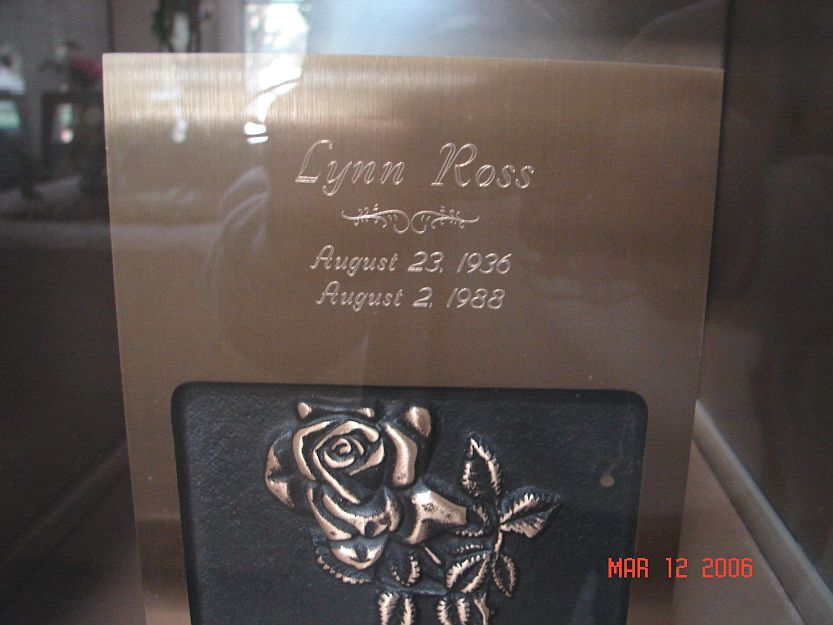 Lynn Ross
August 23, 1936
August 2, 1988
MAR 12 2006